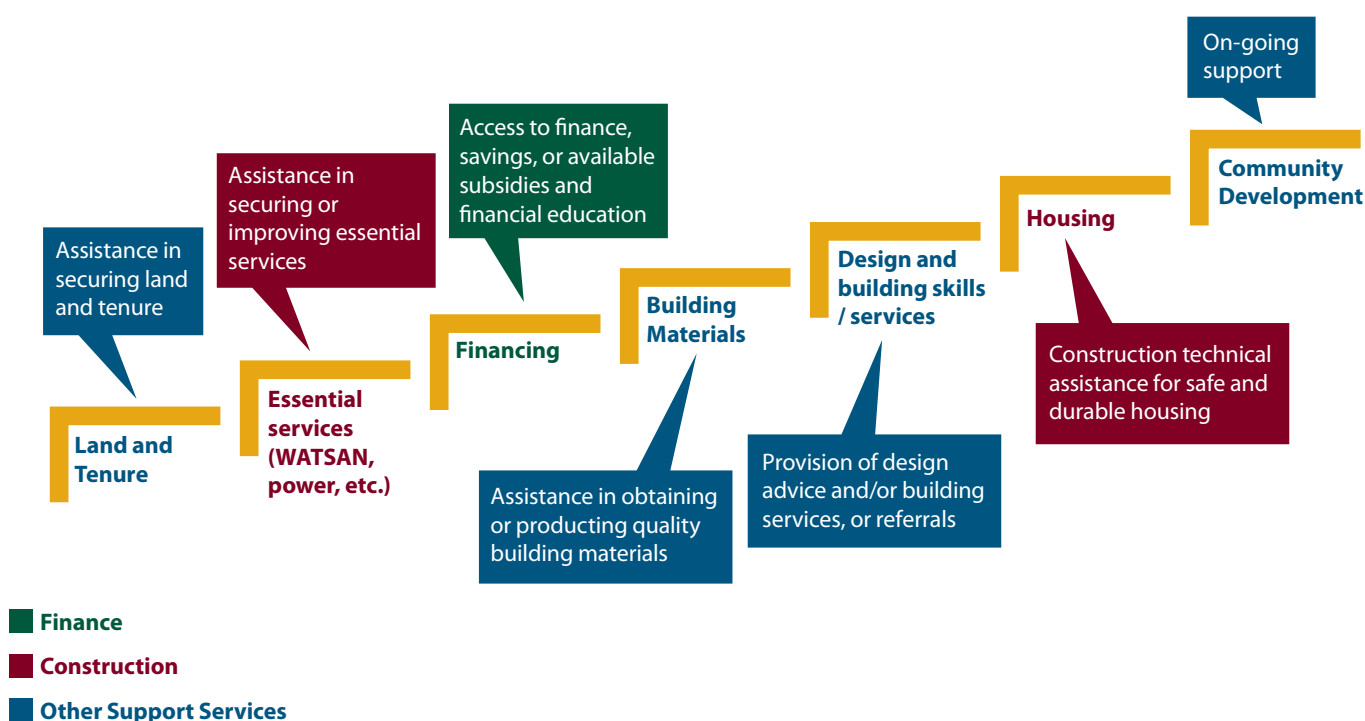 On-going
support
Community
Development
Access to finance,
savings, or available
subsidies and
financial education
Assistance in
securing or
improving essential
services
Housing
Assistance in
securing land
and tenure
Design and
building skills
/ services
Building
Materials
Financing
Construction technical
assistance for safe and
durable housing
Essential
services
(WATSAN,
power, etc.)
Land and
Tenure
Provision of design
advice and/or building
services, or referrals
Assistance in obtaining
or producting quality
building materials
Finance
Construction
Other Support Services